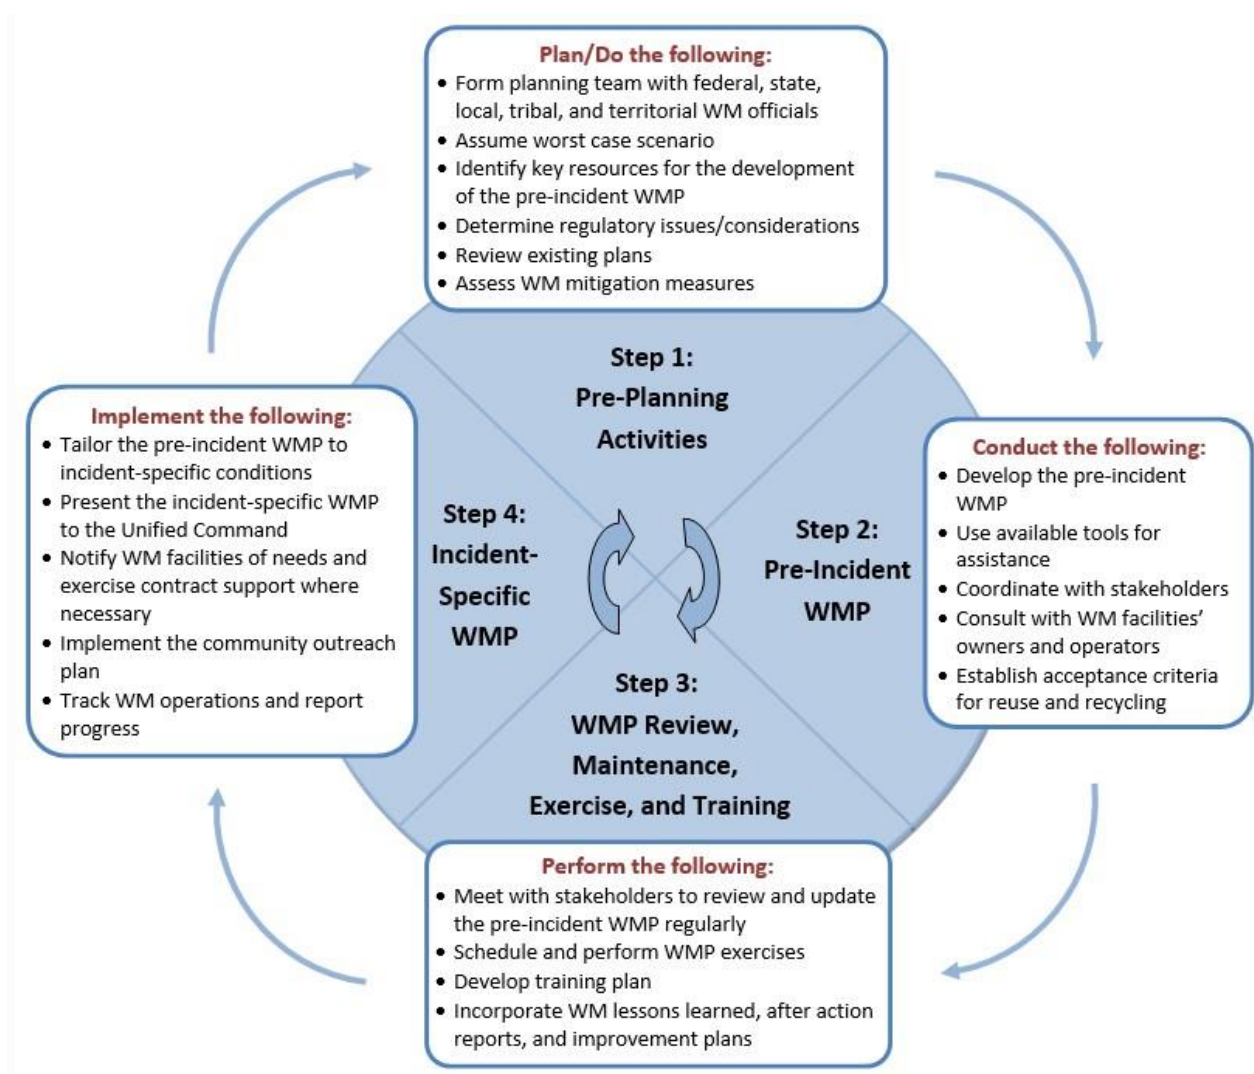 Plan/Do the following:
• Form planning team with federal, state,
local, tribal, and territorial WM officials
• Assume worst case scenario
• Identify key resources for the development
of the pre-incident WMP
• Determine regulatory issues/considerations
• Review existing plans
• Assess WM mitigation measures
Step 1:
Pre-Planning
Activities
Conduct the following:
• Develop the pre-incident
WMP
• Use available tools for
assistance
• Coordinate with stakeholders
• Consult with WM facilities’
owners and operators
• Establish acceptance criteria
for reuse and recycling
Step 2:
Pre-Incident
WMP
Step 3:
WMP Review,
Maintenance,
Exercise, and Training
Perform the following:
• Meet with stakeholders to review and update
the pre-incident WMP regularly
• Schedule and perform WMP exercises
• Develop training plan
• Incorporate WM lessons learned, after action
reports, and improvement plans
Implement the following:
• Tailor the pre-incident WMP to
incident-specific conditions
• Present the incident-specific WMP
to the Unified Command
• Notify WM facilities of needs and
exercise contract support where
necessary
• Implement the community outreach
plan
• Track WM operations and report
progress
Step 4:
Incident-
Specific
WMP